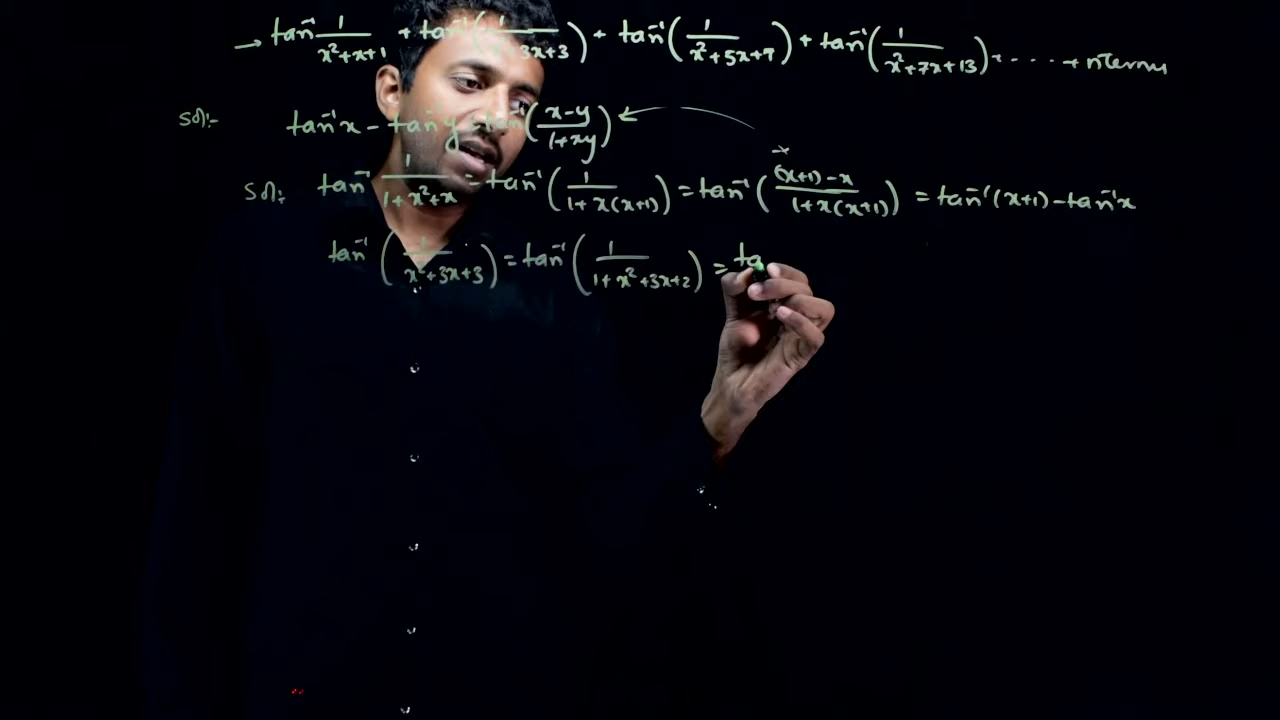 → tan⁻¹ 1/(x²+x+1) + tan⁻¹(1/(x²+3x+3)) + tan⁻¹(1/(x²+5x+7)) + tan⁻¹(1/(x²+7x+13)) + .... + n terms
Sol:- tan⁻¹x - tan⁻¹y = tan⁻¹((x-y)/(1+xy))
Sol: tan⁻¹ 1/(1+x²+x) = tan⁻¹(1/(1+x(x+1))) = tan⁻¹(((x+1)-x)/(1+x(x+1))) = tan⁻¹(x+1) - tan⁻¹x
tan⁻¹(1/(x²+3x+3)) = tan⁻¹(1/(1+x²+3x+2)) = ta